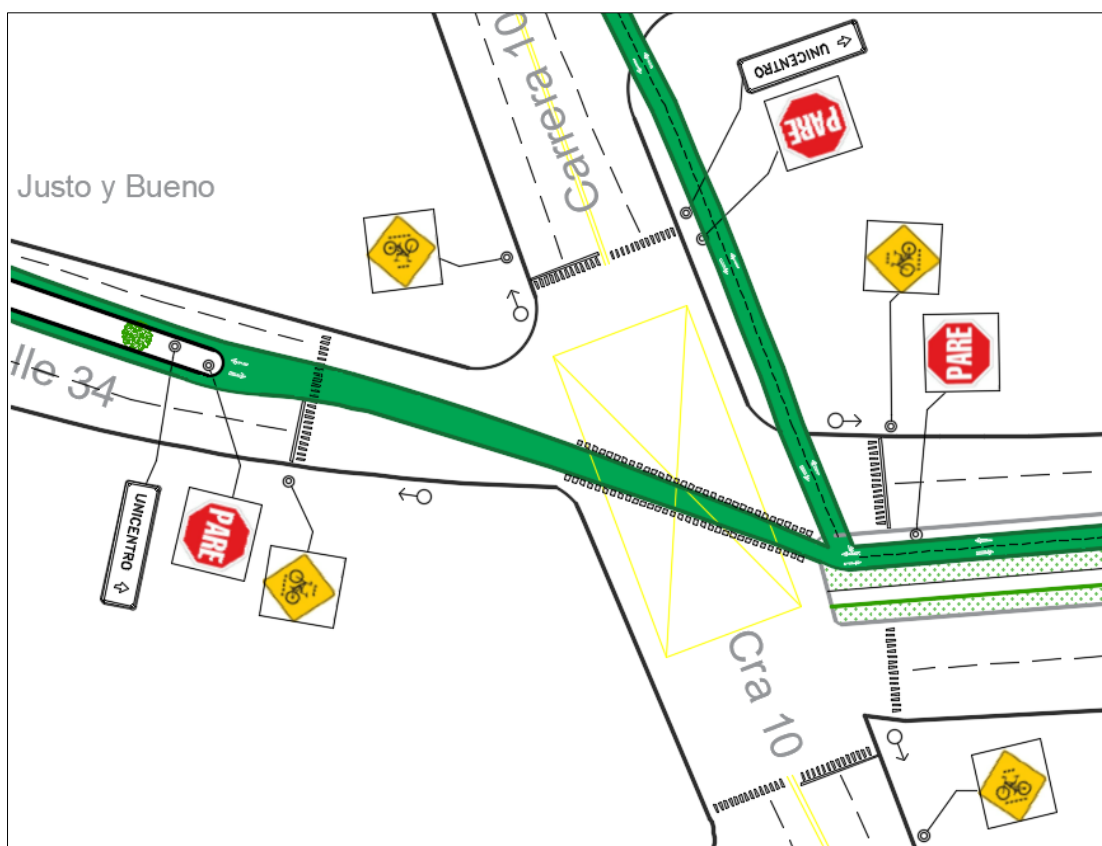 Carrera 10
UNICENTRO
PARE
Justo y Bueno
PARE
lle 34
UNICENTRO
PARE
Cra 10